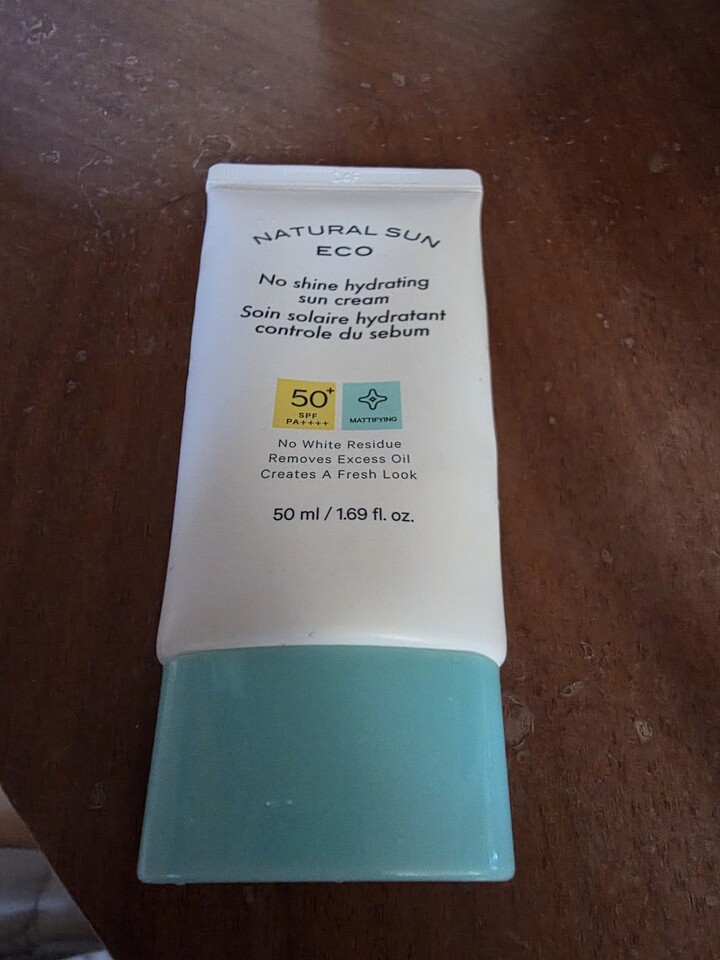 NATURAL SUN
ECO
No shine hydrating
sun cream
Soin solaire hydratant
controle du sebum
50+
SPF
PA++++
MATTIFYING
No White Residue
Removes Excess Oil
Creates A Fresh Look
50 ml / 1.69 fl. oz.